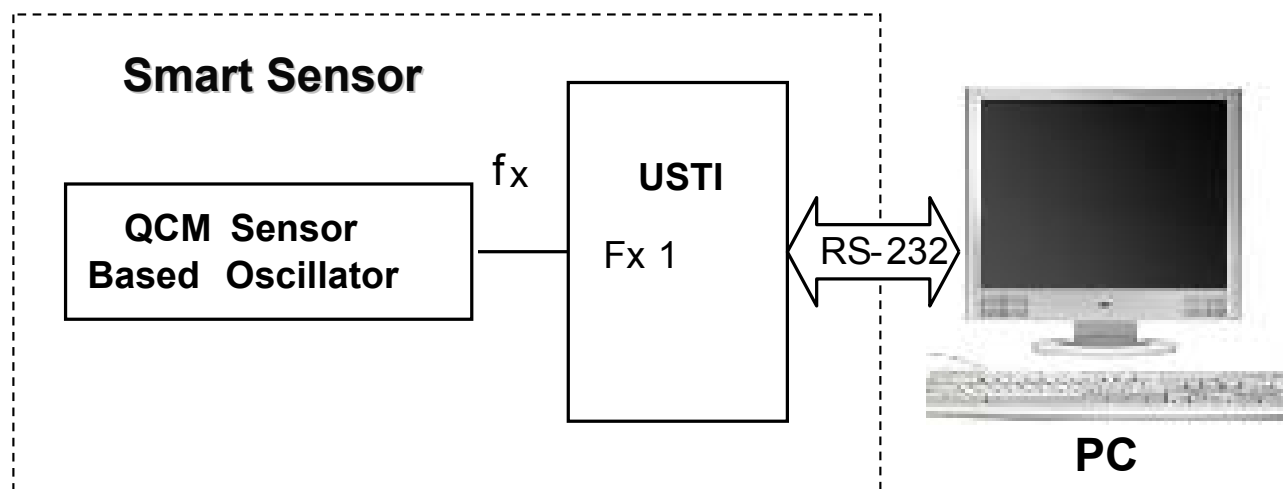 Smart Sensor
fx
USTI
QCM Sensor
Based Oscillator
Fx 1
RS-232
PC